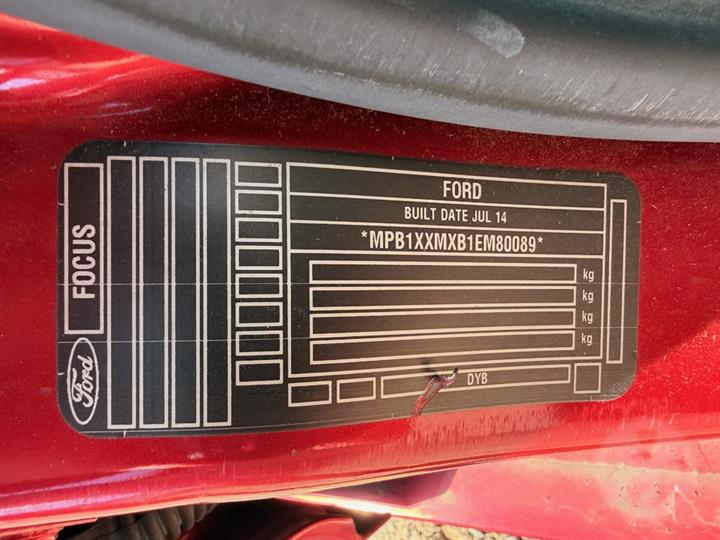 FORD
BUILT DATE JUL 14
*MPB1XXMXB1EM80089*
kg
kg
kg
kg
DYB
FOCUS
Ford